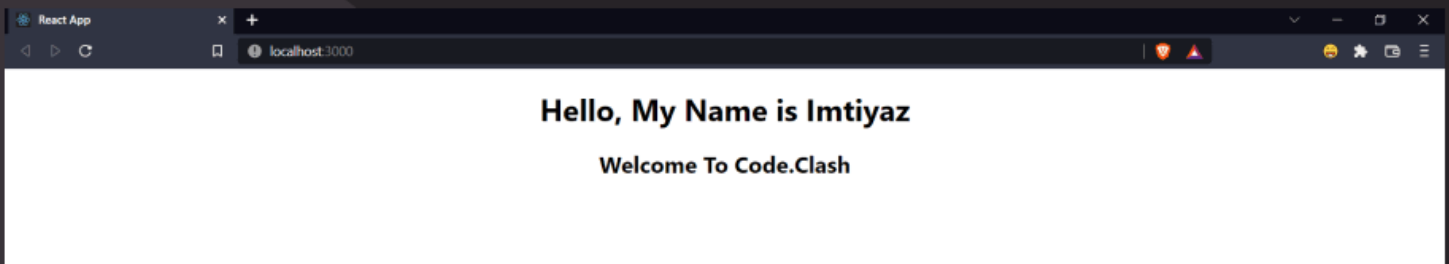 React App
localhost:3000
Hello, My Name is Imtiyaz
Welcome To Code.Clash